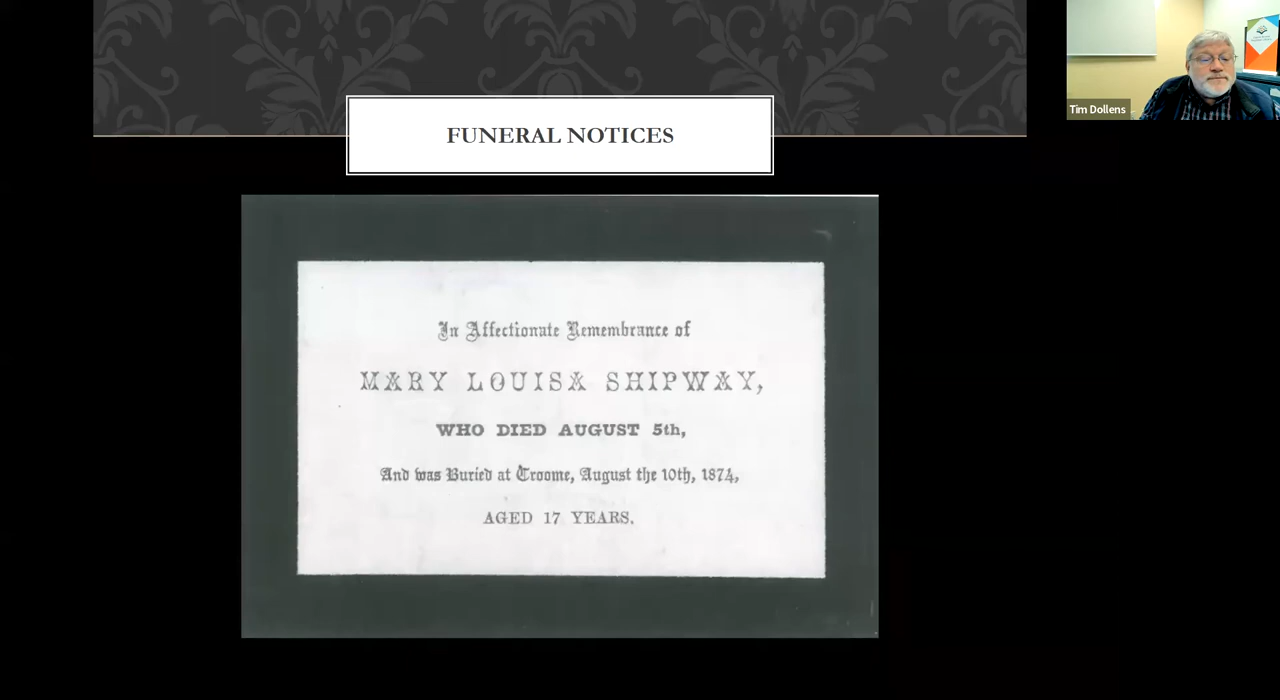 FUNERAL NOTICES
In Affectionate Remembrance of
MARY LOUISA SHIPWAY,
WHO DIED AUGUST 5th,
And was Buried at Croome, August the 10th, 1874,
AGED 17 YEARS.
Tim Dollens